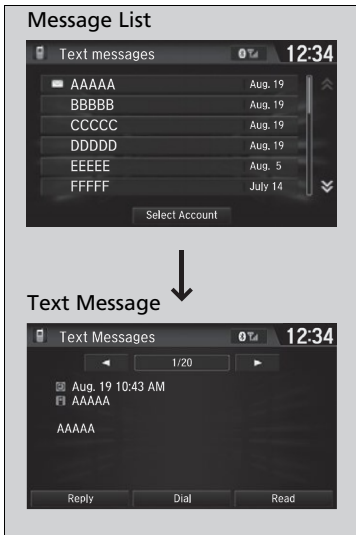 Message List
Text messages 12:34
AAAAA Aug. 19
BBBBB Aug. 19
CCCCC Aug. 19
DDDDD Aug. 19
EEEEE Aug. 5
FFFFF July 14
Select Account
Text Message
Text Messages 12:34
1/20
Aug. 19 10:43 AM
AAAAA
AAAAA
Reply Dial Read